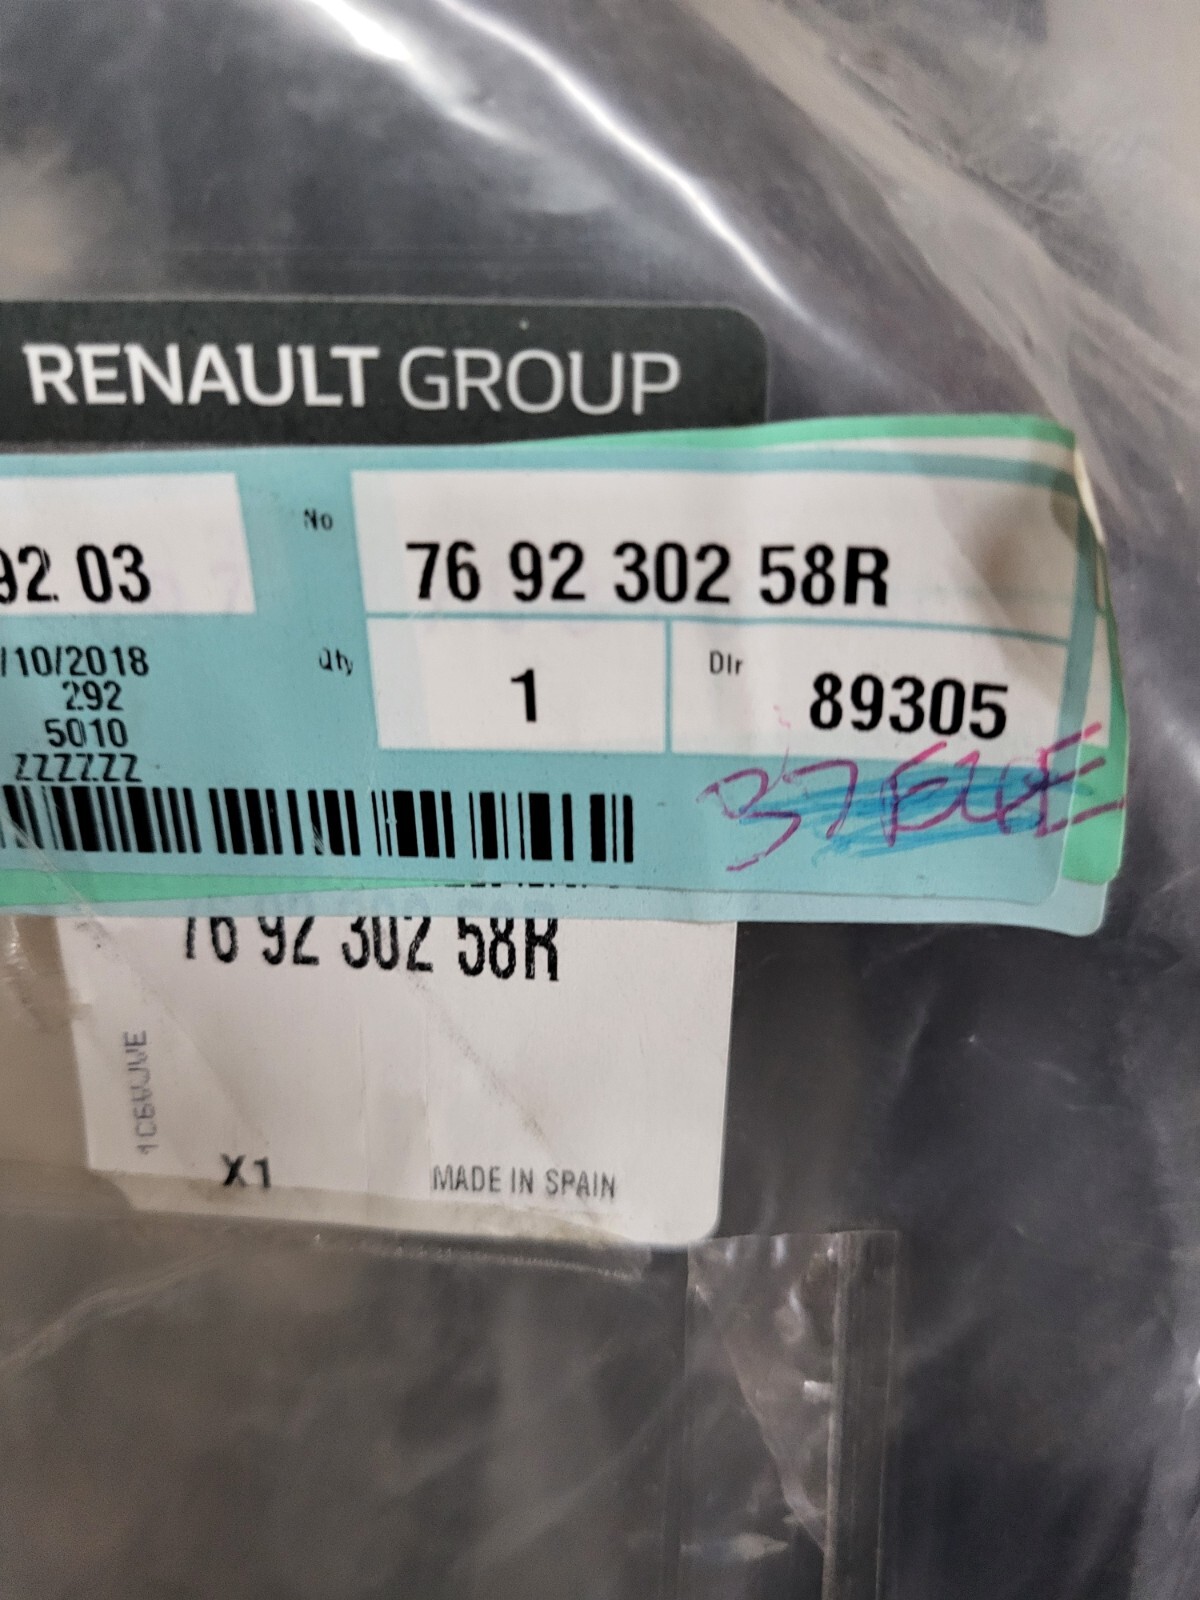 RENAULT GROUP
92 03
No
76 92 302 58R
/10/2018
292
5010
ZZZZZZ
Qty
1
Dlr
89305
76 92 302 58R
X1
MADE IN SPAIN